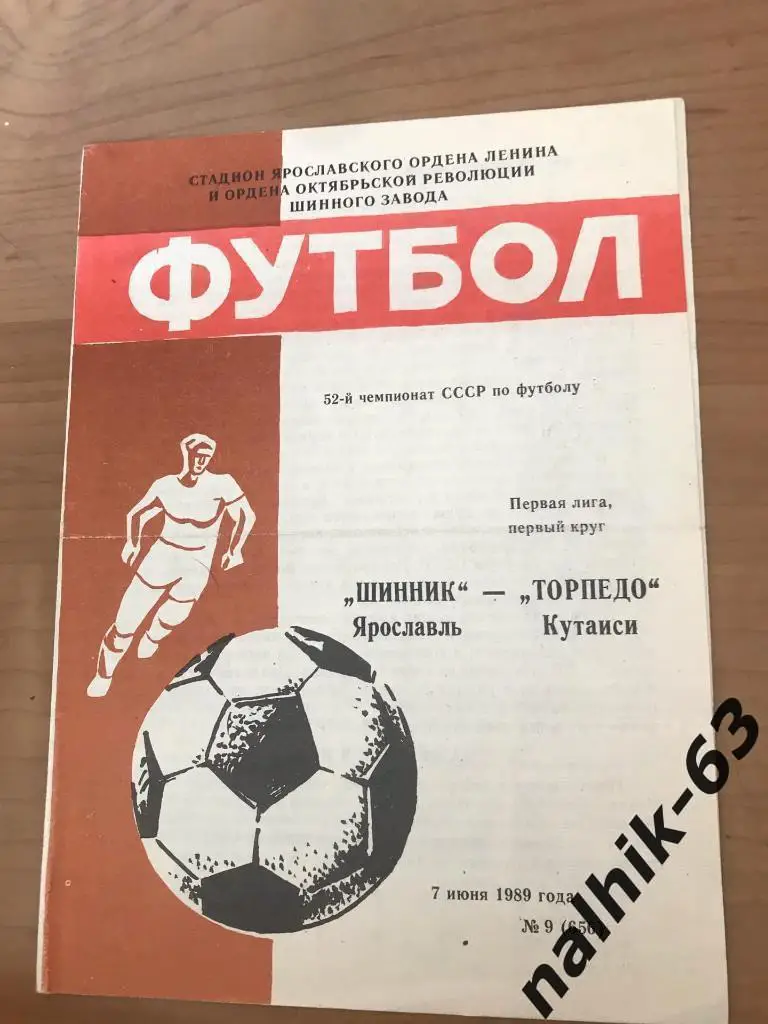 СТАДИОН ЯРОСЛАВСКОГО ОРДЕНА ЛЕНИНА
И ОРДЕНА ОКТЯБРЬСКОЙ РЕВОЛЮЦИИ
ШИННОГО ЗАВОДА
ФУТБОЛ
52-й чемпионат СССР по футболу
Первая лига,
первый круг
„ШИННИК“ — „ТОРПЕДО“
Ярославль Кутаиси
7 июня 1989 года
№ 9
nalhik-63